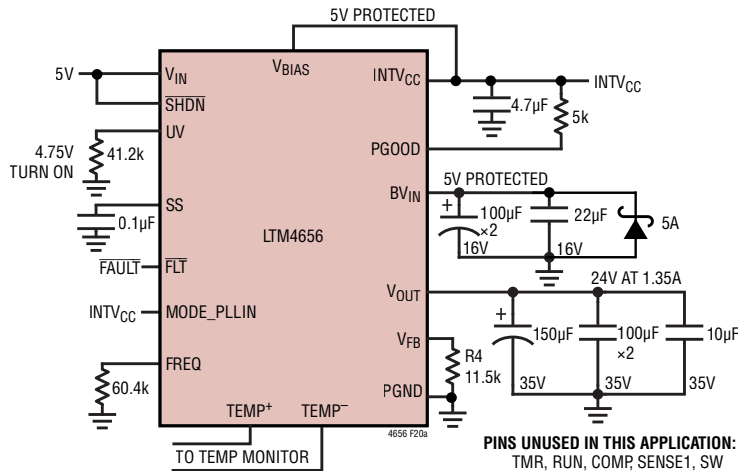 5V PROTECTED
5V
V_IN
V_BIAS
INTV_CC
INTV_CC
SHDN
4.7µF
5k
UV
4.75V
TURN ON
41.2k
PGOOD
5V PROTECTED
BV_IN
SS
0.1µF
+
100µF
×2
16V
22µF
16V
5A
LTM4656
FAULT
FLT
24V AT 1.35A
V_OUT
INTV_CC
MODE_PLLIN
+
150µF
35V
100µF
×2
35V
10µF
35V
V_FB
R4
11.5k
FREQ
60.4k
PGND
TEMP+
TEMP–
4656 F20a
TO TEMP MONITOR
PINS UNUSED IN THIS APPLICATION:
TMR, RUN, COMP, SENSE1, SW